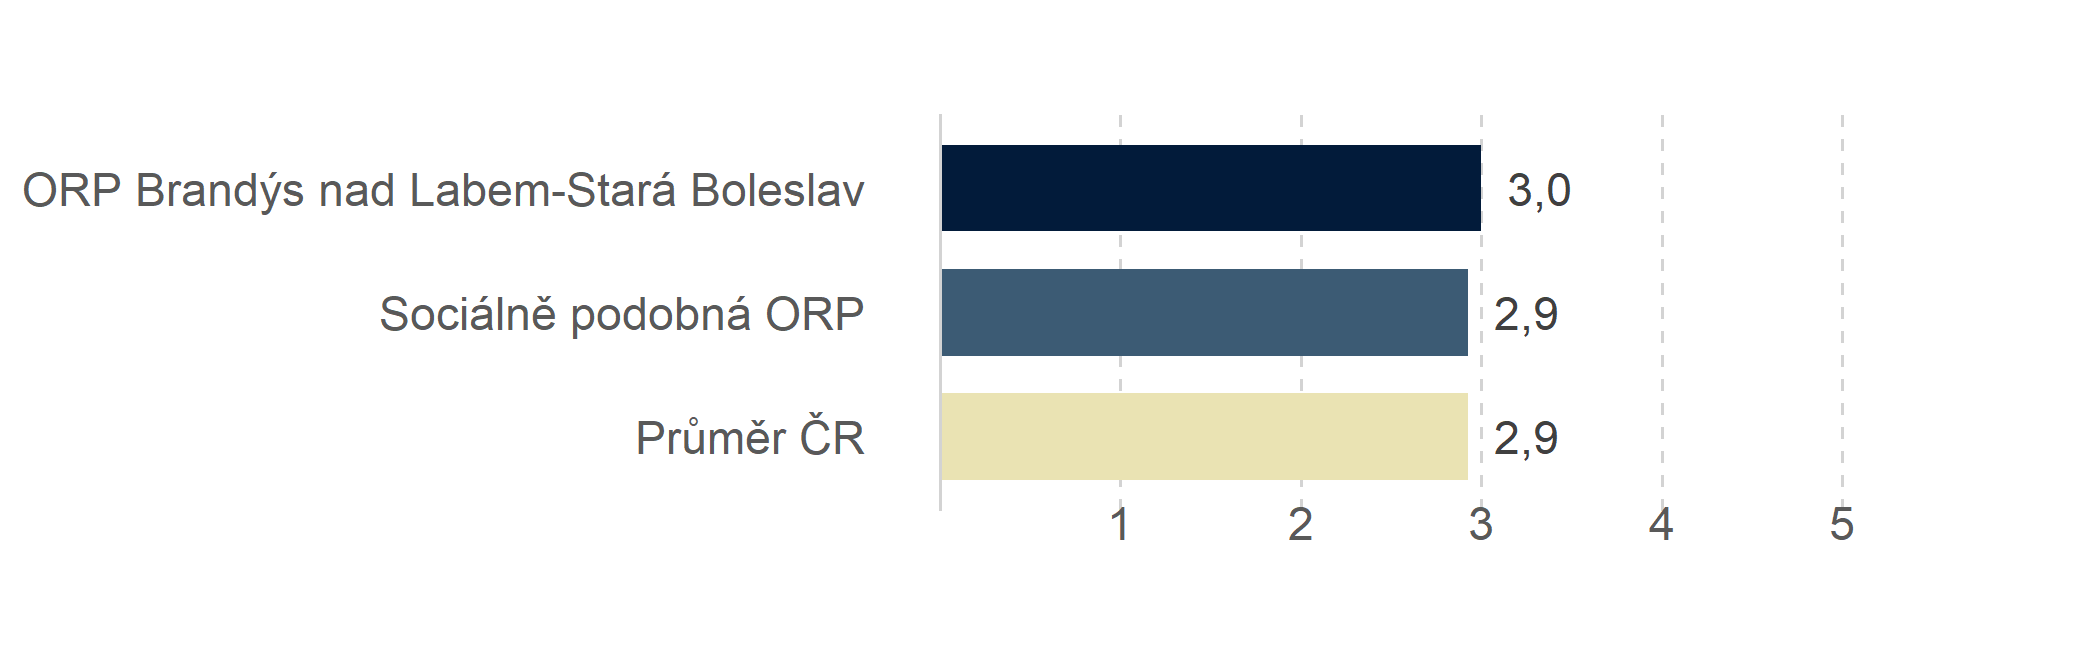 ORP Brandýs nad Labem-Stará Boleslav
3,0
Sociálně podobná ORP
2,9
Průměr ČR
2,9
1 2 3 4 5